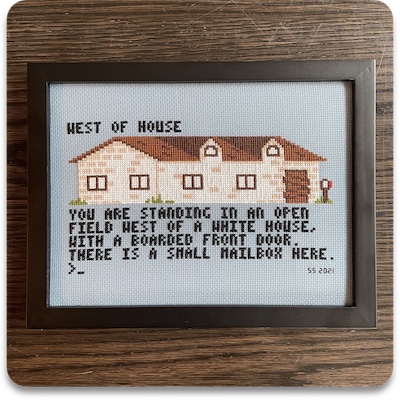 WEST OF HOUSE
YOU ARE STANDING IN AN OPEN
FIELD WEST OF A WHITE HOUSE,
WITH A BOARDED FRONT DOOR.
THERE IS A SMALL MAILBOX HERE.
>_
SS 2021